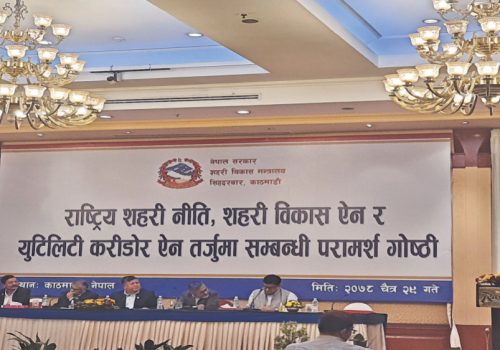 नेपाल सरकार
शहरी विकास मन्त्रालय
सिंहदरबार, काठमाडौं
राष्ट्रिय शहरी नीति, शहरी विकास ऐन र
युटिलिटी करीडोर ऐन तर्जुमा सम्बन्धी परामर्श गोष्ठी
स्थान: काठमाडौं, नेपाल
मिति: २०७८ चैत्र २९ गते